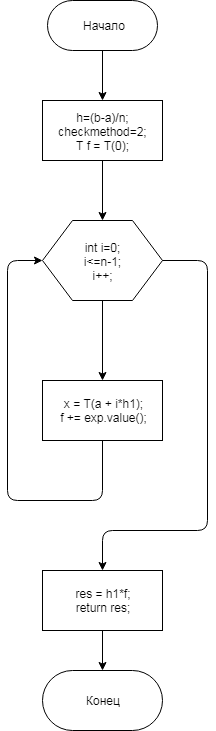 Начало
h=(b-a)/n;
checkmethod=2;
T f = T(0);
int i=0;
i<=n-1;
i++;
x = T(a + i*h1);
f += exp.value();
res = h1*f;
return res;
Конец